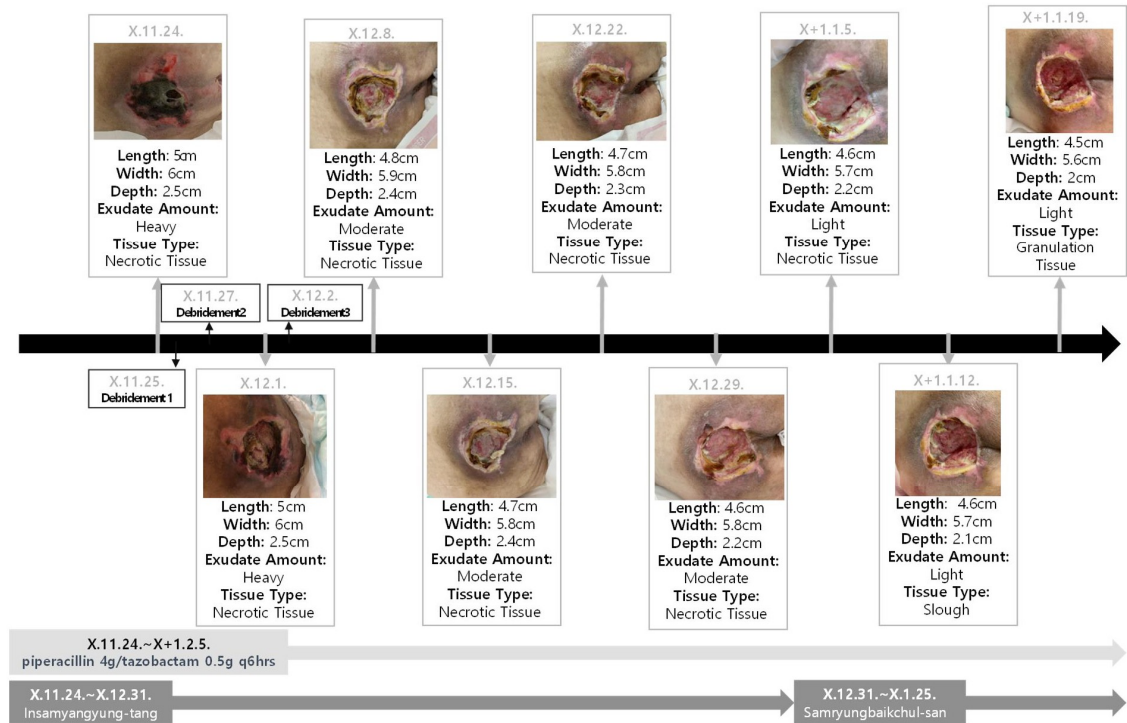 X.11.24.
Length: 5cm
Width: 6cm
Depth: 2.5cm
Exudate Amount:
Heavy
Tissue Type:
Necrotic Tissue
X.12.8.
Length: 4.8cm
Width: 5.9cm
Depth: 2.4cm
Exudate Amount:
Moderate
Tissue Type:
Necrotic Tissue
X.12.22.
Length: 4.7cm
Width: 5.8cm
Depth: 2.3cm
Exudate Amount:
Moderate
Tissue Type:
Necrotic Tissue
X+1.1.5.
Length: 4.6cm
Width: 5.7cm
Depth: 2.2cm
Exudate Amount:
Light
Tissue Type:
Necrotic Tissue
X+1.1.19.
Length: 4.5cm
Width: 5.6cm
Depth: 2cm
Exudate Amount:
Light
Tissue Type:
Granulation
Tissue
X.11.27.
Debridement2
X.12.2.
Debridement3
X.11.25.
Debridement 1
X.12.1.
Length: 5cm
Width: 6cm
Depth: 2.5cm
Exudate Amount:
Heavy
Tissue Type:
Necrotic Tissue
X.12.15.
Length: 4.7cm
Width: 5.8cm
Depth: 2.4cm
Exudate Amount:
Moderate
Tissue Type:
Necrotic Tissue
X.12.29.
Length: 4.6cm
Width: 5.8cm
Depth: 2.2cm
Exudate Amount:
Moderate
Tissue Type:
Necrotic Tissue
X+1.1.12.
Length: 4.6cm
Width: 5.7cm
Depth: 2.1cm
Exudate Amount:
Light
Tissue Type:
Slough
X.11.24.~X+1.2.5.
piperacillin 4g/tazobactam 0.5g q6hrs
X.11.24.~X.12.31.
Insamyangyung-tang
X.12.31.~X.1.25.
Samryungbaikchul-san